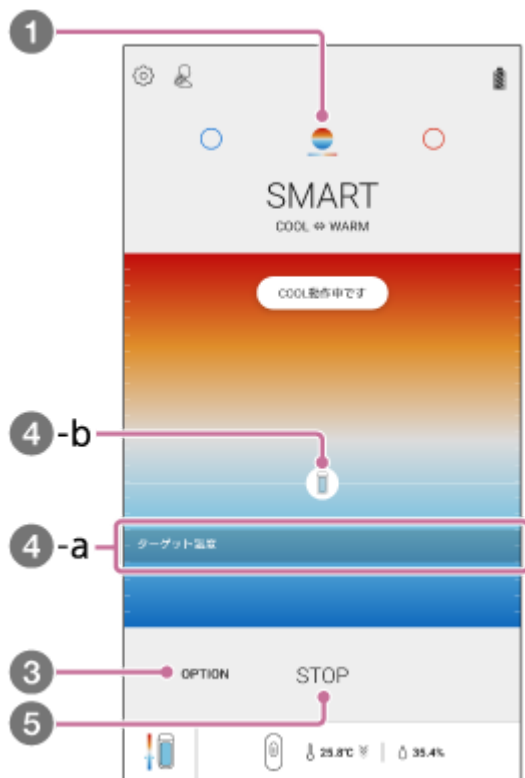 1
SMART
COOL ⇔ WARM
COOL動作中です
4-b
4-a
ターゲット温度
3
OPTION
STOP
5
25.8℃
35.4%